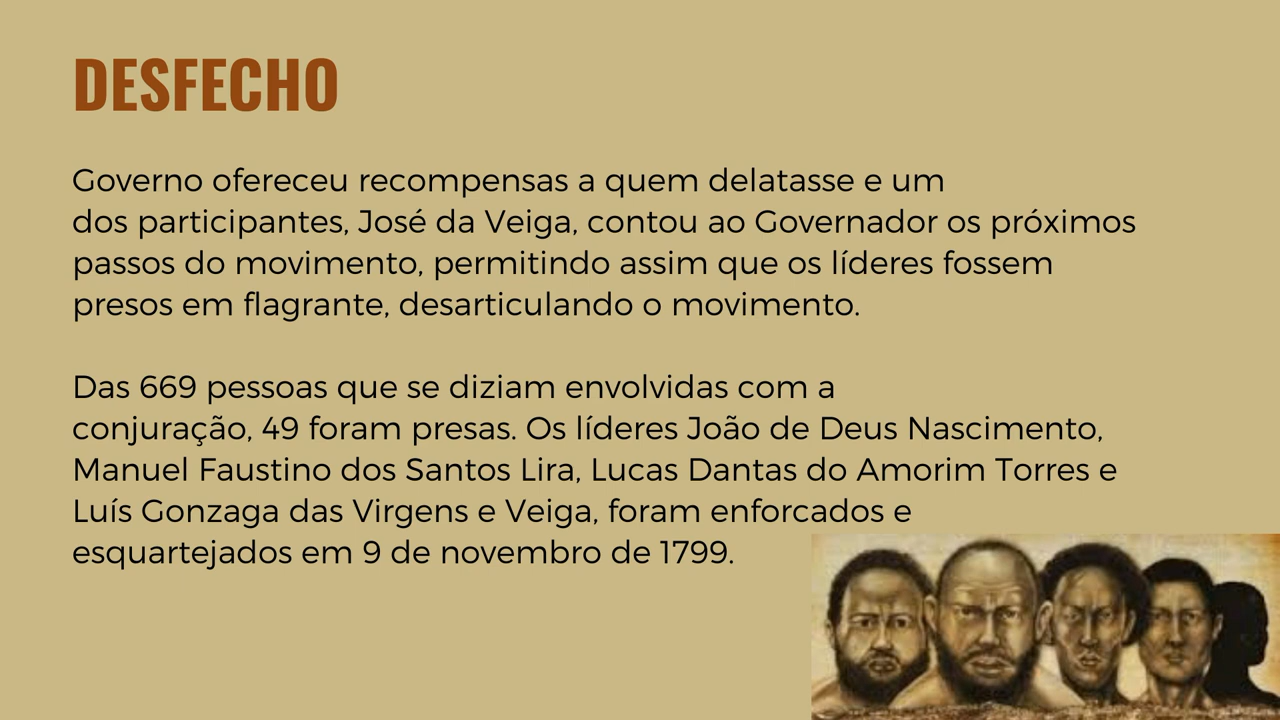 DESFECHO
Governo ofereceu recompensas a quem delatasse e um
dos participantes, José da Veiga, contou ao Governador os próximos
passos do movimento, permitindo assim que os líderes fossem
presos em flagrante, desarticulando o movimento.
Das 669 pessoas que se diziam envolvidas com a
conjuração, 49 foram presas. Os líderes João de Deus Nascimento,
Manuel Faustino dos Santos Lira, Lucas Dantas do Amorim Torres e
Luís Gonzaga das Virgens e Veiga, foram enforcados e
esquartejados em 9 de novembro de 1799.